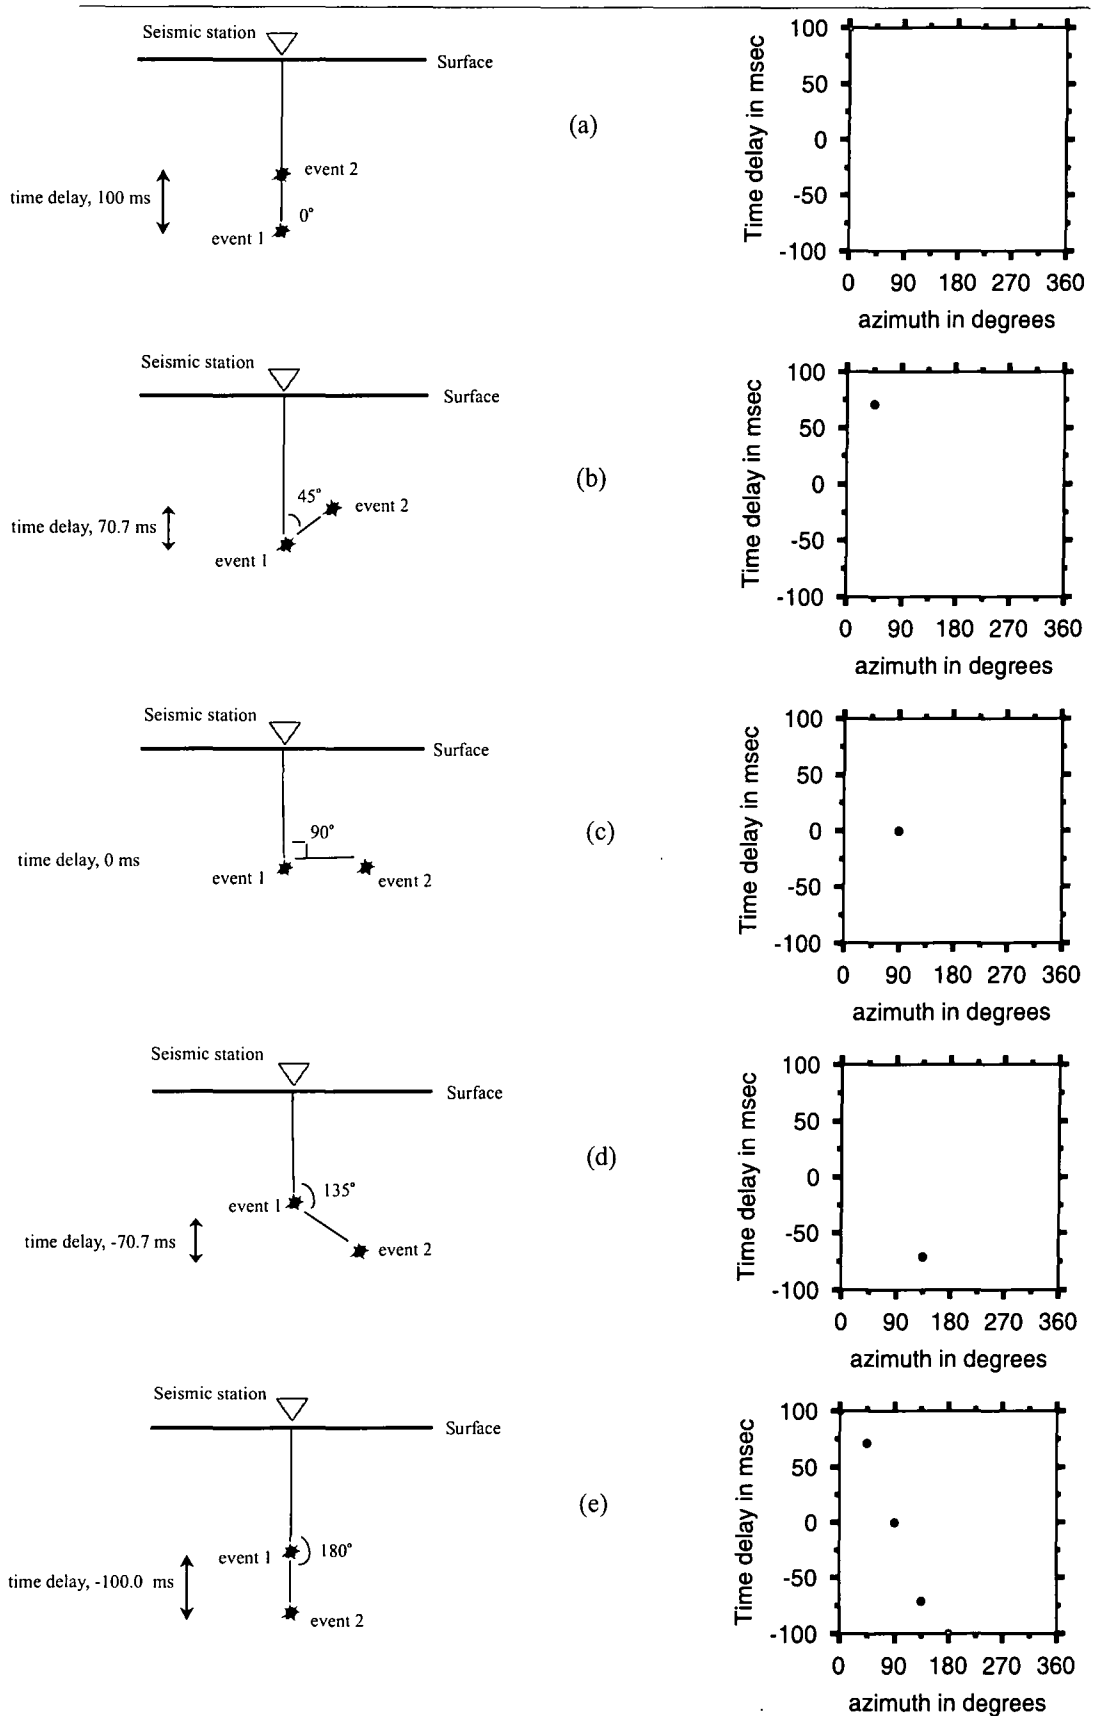 Seismic station
Surface
event 2
time delay, 100 ms
0°
event 1
(a)
Time delay in msec
100
50
0
-50
-100
0 90 180 270 360
azimuth in degrees
Seismic station
Surface
45°
event 2
time delay, 70.7 ms
event 1
(b)
Time delay in msec
100
50
0
-50
-100
0 90 180 270 360
azimuth in degrees
Seismic station
Surface
90°
time delay, 0 ms
event 1
event 2
(c)
Time delay in msec
100
50
0
-50
-100
0 90 180 270 360
azimuth in degrees
Seismic station
Surface
135°
event 1
time delay, -70.7 ms
event 2
(d)
Time delay in msec
100
50
0
-50
-100
0 90 180 270 360
azimuth in degrees
Seismic station
Surface
event 1
180°
time delay, -100.0 ms
event 2
(e)
Time delay in msec
100
50
0
-50
-100
0 90 180 270 360
azimuth in degrees